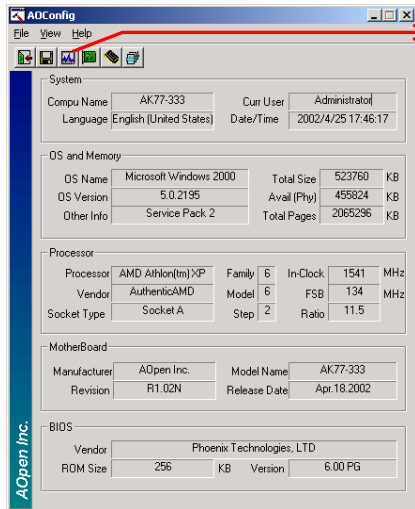 AOConfig
File View Help
System
Compu Name AK77-333 Curr User Administrator
Language English (United States) Date/Time 2002/4/25 17:46:17
OS and Memory
OS Name Microsoft Windows 2000 Total Size 523760 KB
OS Version 5.0.2195 Avail (Phy) 455824 KB
Other Info Service Pack 2 Total Pages 2065296 KB
Processor
Processor AMD Athlon(tm) XP Family 6 In-Clock 1541 MHz
Vendor AuthenticAMD Model 6 FSB 134 MHz
Socket Type Socket A Step 2 Ratio 11.5
MotherBoard
Manufacturer AOpen Inc. Model Name AK77-333
Revision R1.02N Release Date Apr.18.2002
BIOS
Vendor Phoenix Technologies, LTD
ROM Size 256 KB Version 6.00 PG
AOpen Inc.